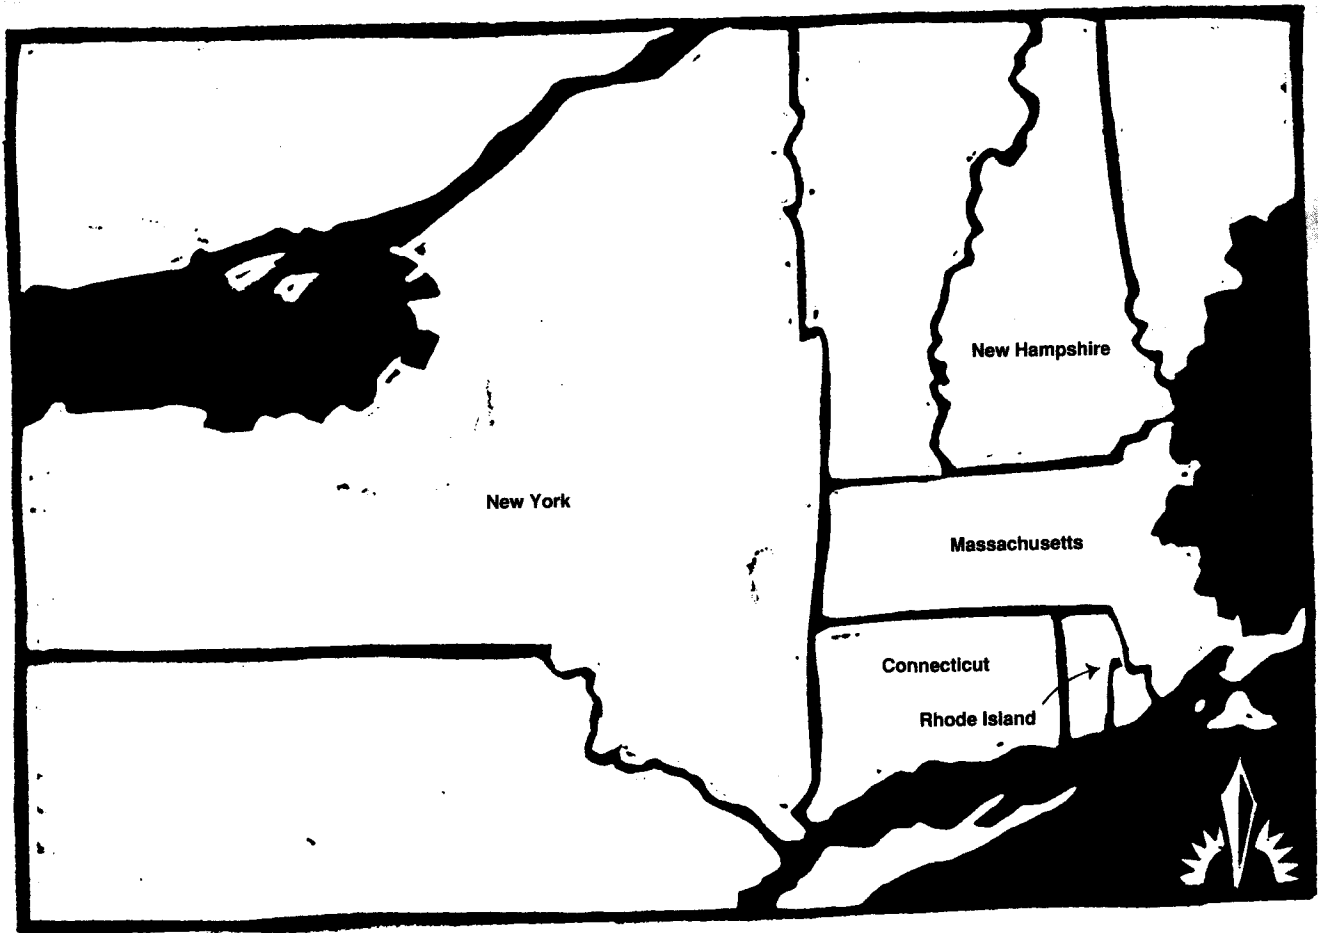 New Hampshire
New York
Massachusetts
Connecticut
Rhode Island